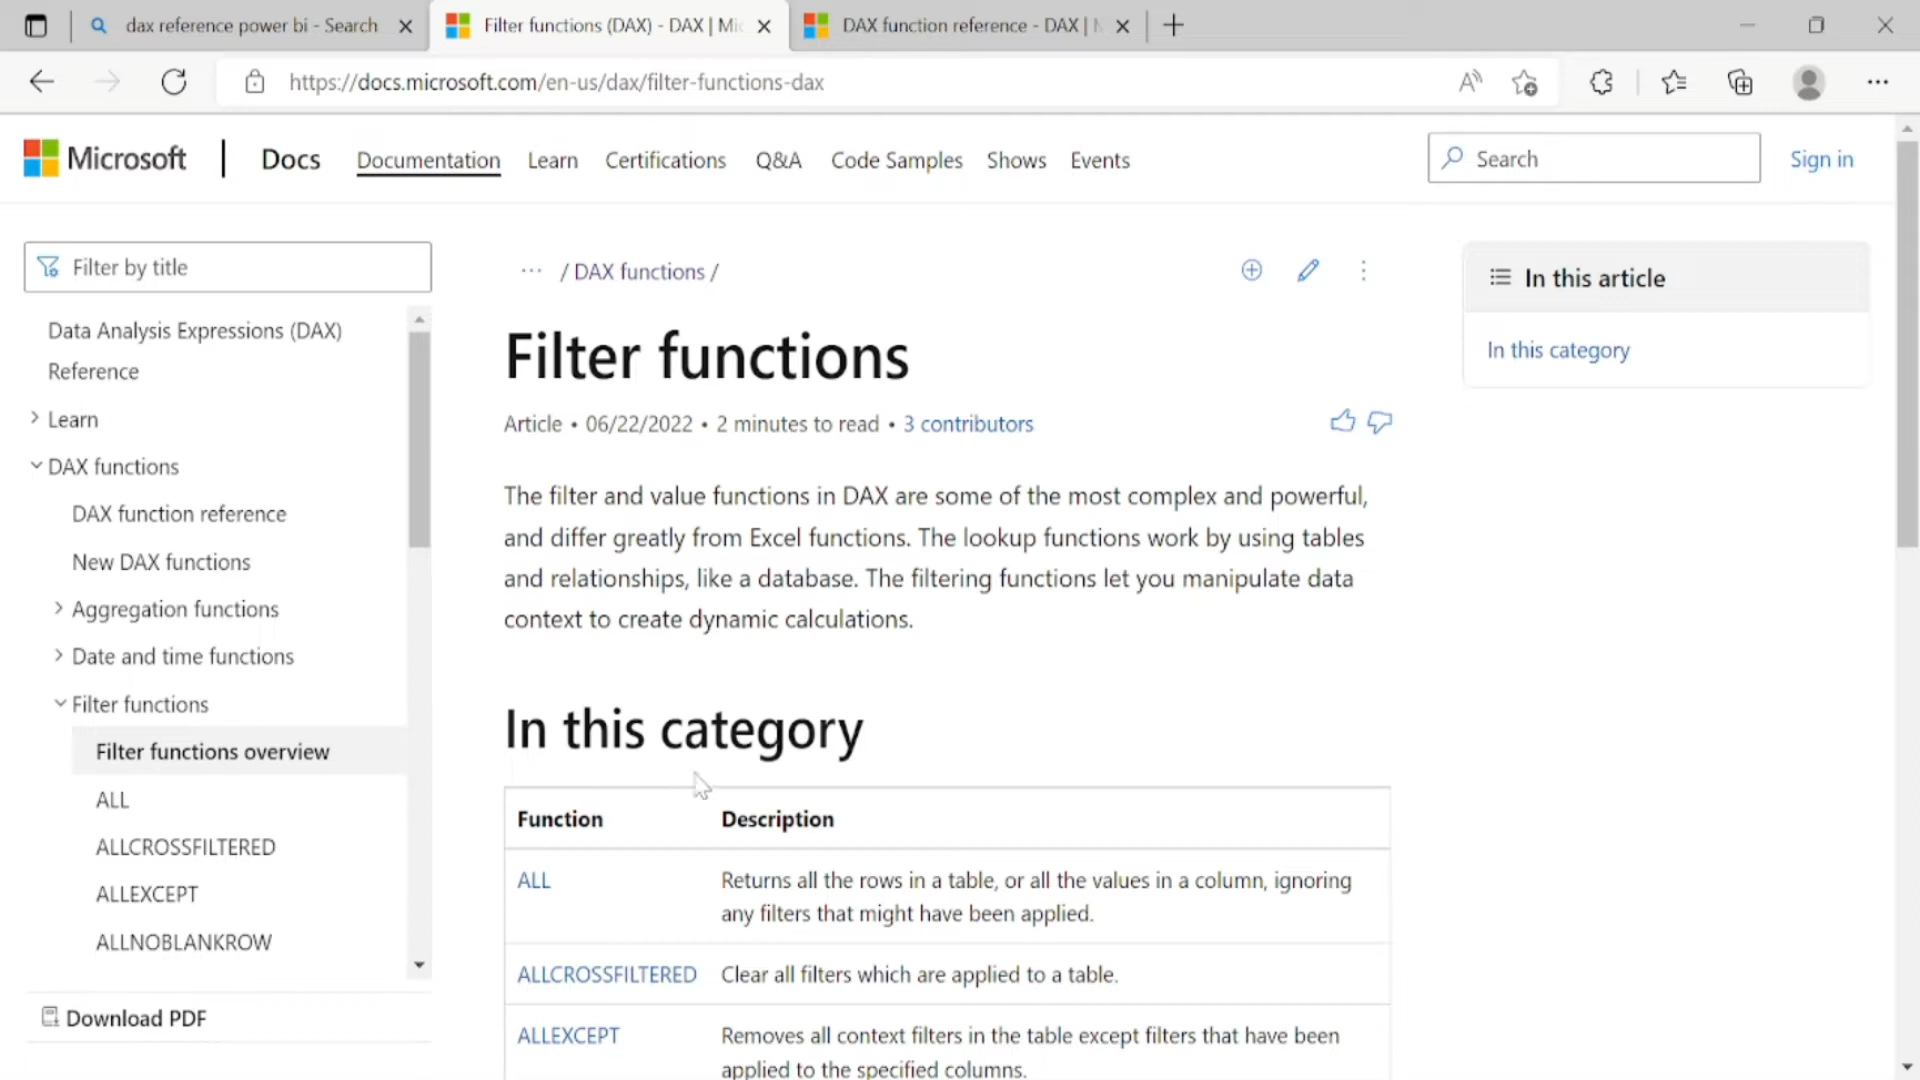 dax reference power bi - Search
Filter functions (DAX) - DAX | Mic
DAX function reference - DAX |
https://docs.microsoft.com/en-us/dax/filter-functions-dax
Microsoft
Docs
Documentation
Learn
Certifications
Q&A
Code Samples
Shows
Events
Search
Sign in
Filter by title
Data Analysis Expressions (DAX)
Reference
Learn
DAX functions
DAX function reference
New DAX functions
Aggregation functions
Date and time functions
Filter functions
Filter functions overview
ALL
ALLCROSSFILTERED
ALLEXCEPT
ALLNOBLANKROW
Download PDF
··· / DAX functions /
Filter functions
Article • 06/22/2022 • 2 minutes to read • 3 contributors
The filter and value functions in DAX are some of the most complex and powerful,
and differ greatly from Excel functions. The lookup functions work by using tables
and relationships, like a database. The filtering functions let you manipulate data
context to create dynamic calculations.
In this category
Function Description
ALL Returns all the rows in a table, or all the values in a column, ignoring
any filters that might have been applied.
ALLCROSSFILTERED Clear all filters which are applied to a table.
ALLEXCEPT Removes all context filters in the table except filters that have been
applied to the specified columns.
In this article
In this category